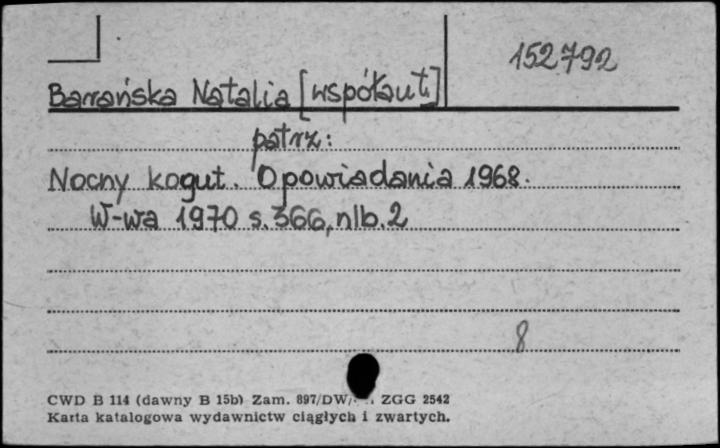 152792
Barańska Natalia [współaut.]
patrz:
Nocny kogut. Opowiadania 1968.
W-wa 1970 s. 366, nlb. 2
8
CWD B 114 (dawny B 15b) Zam. 897/DW/ ZGG 2542
Karta katalogowa wydawnictw ciągłych i zwartych.